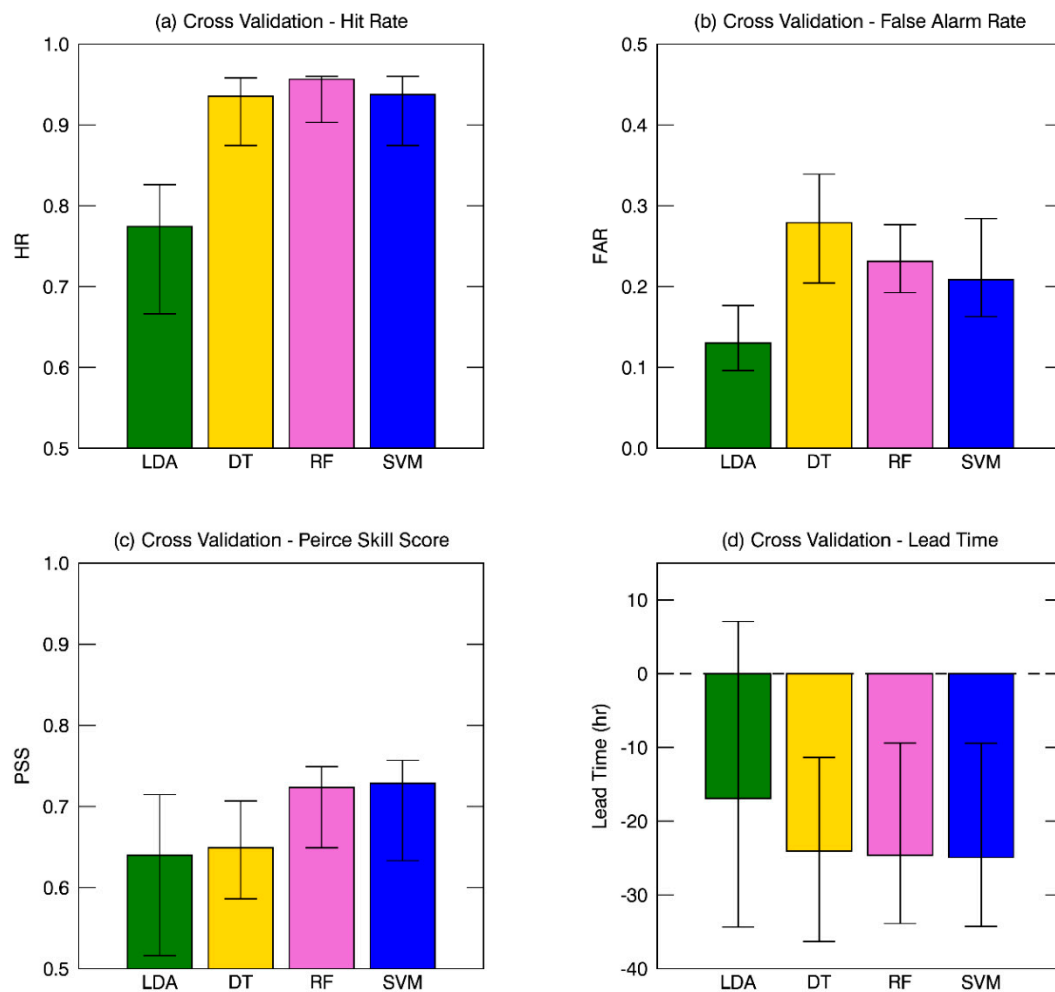 (a) Cross Validation - Hit Rate
1.0
0.9
0.8
0.7
0.6
0.5
HR
LDA DT RF SVM
(b) Cross Validation - False Alarm Rate
0.5
0.4
0.3
0.2
0.1
0.0
FAR
LDA DT RF SVM
(c) Cross Validation - Peirce Skill Score
1.0
0.9
0.8
0.7
0.6
0.5
PSS
LDA DT RF SVM
(d) Cross Validation - Lead Time
10
0
-10
-20
-30
-40
Lead Time (hr)
LDA DT RF SVM